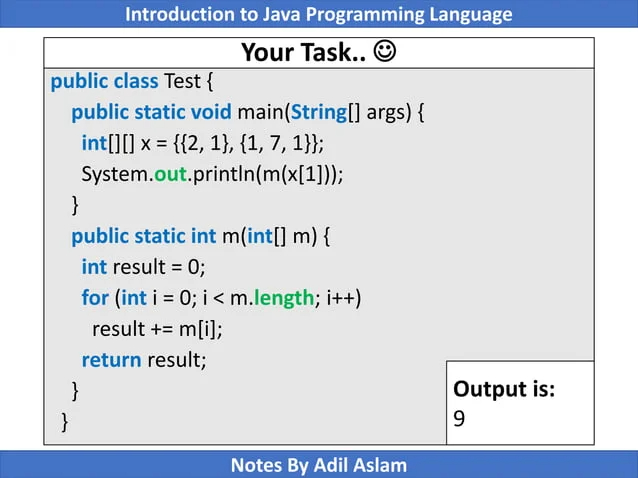 Introduction to Java Programming Language
Your Task.. ☺
public class Test {
public static void main(String[] args) {
int[][] x = {{2, 1}, {1, 7, 1}};
System.out.println(m(x[1]));
}
public static int m(int[] m) {
int result = 0;
for (int i = 0; i < m.length; i++)
result += m[i];
return result;
}
}
Output is:
9
Notes By Adil Aslam